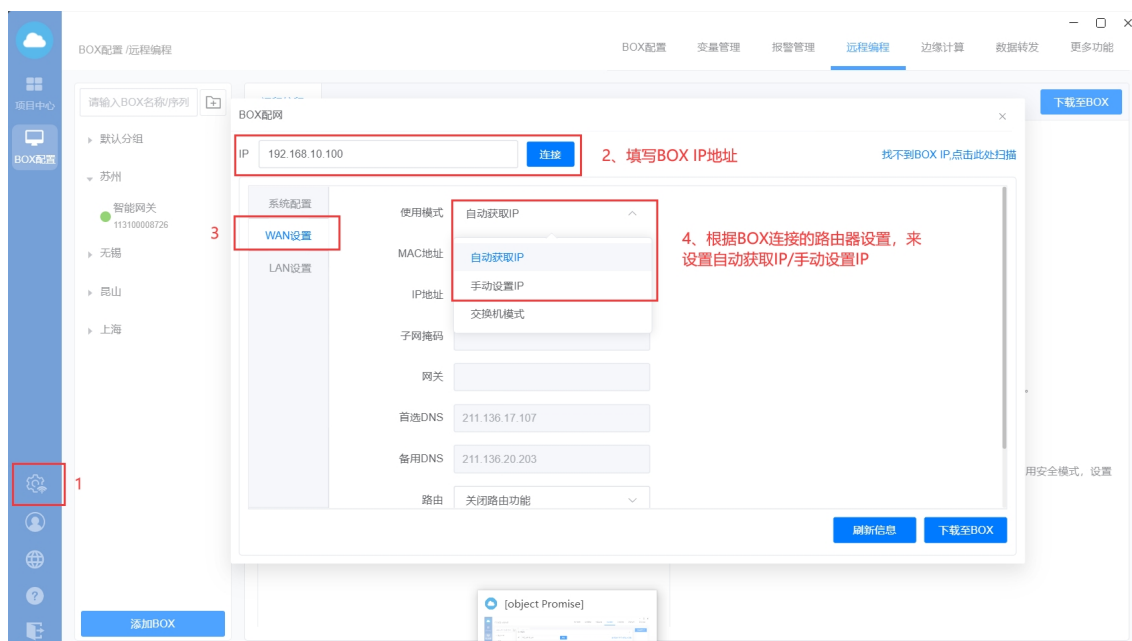 BOX配置 /远程编程
BOX配置 变量管理 报警管理 远程编程 边缘计算 数据转发 更多功能
项目中心
BOX配置
请输入BOX名称/序列
下载至BOX
默认分组
苏州
智能网关
113100008726
无锡
昆山
上海
BOX配网
IP 192.168.10.100 连接
2、填写BOX IP地址
找不到BOX IP,点击此处扫描
3
系统配置
WAN设置
LAN设置
使用模式 自动获取IP
自动获取IP
手动设置IP
交换机模式
4、根据BOX连接的路由器设置，来
设置自动获取IP/手动设置IP
MAC地址
IP地址
子网掩码
网关
首选DNS 211.136.17.107
备用DNS 211.136.20.203
路由 关闭路由功能
刷新信息 下载至BOX
用安全模式，设置
1
添加BOX
[object Promise]